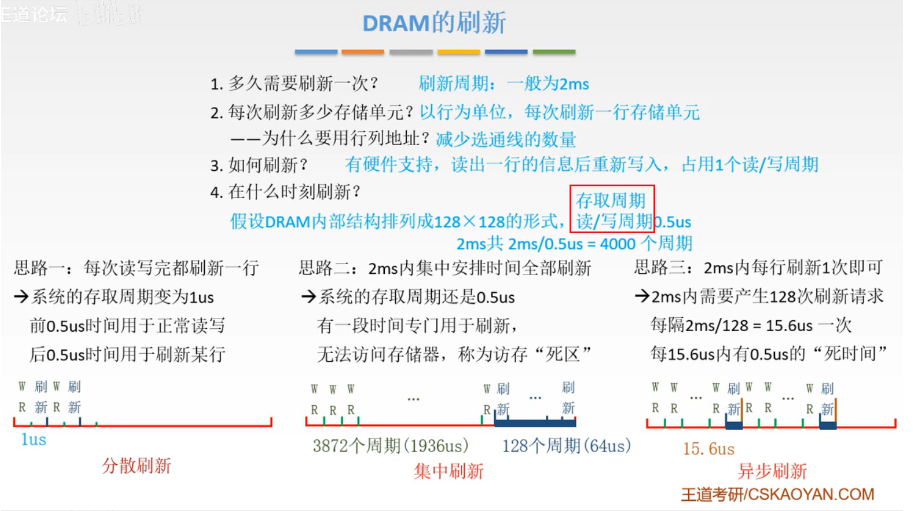 王道论坛
DRAM的刷新
1. 多久需要刷新一次？ 刷新周期：一般为2ms
2. 每次刷新多少存储单元？以行为单位，每次刷新一行存储单元
——为什么要用行列地址？减少选通线的数量
3. 如何刷新？ 有硬件支持，读出一行的信息后重新写入，占用1个读/写周期
4. 在什么时刻刷新？
存取周期
假设DRAM内部结构排列成128×128的形式，读/写周期0.5us
2ms共 2ms/0.5us = 4000 个周期
思路一：每次读写完都刷新一行
→系统的存取周期变为1us
前0.5us时间用于正常读写
后0.5us时间用于刷新某行
W 刷 W 刷
R 新 R 新
1us
分散刷新
思路二：2ms内集中安排时间全部刷新
→系统的存取周期还是0.5us
有一段时间专门用于刷新，
无法访问存储器，称为访存“死区”
W W W … W 刷 … 刷
R R R R 新 新
3872个周期(1936us) 128个周期(64us)
集中刷新
思路三：2ms内每行刷新1次即可
→2ms内需要产生128次刷新请求
每隔2ms/128 = 15.6us 一次
每15.6us内有0.5us的“死时间”
W W … W 刷 W W … W 刷
R R R 新 R R R 新
15.6us
异步刷新
王道考研/CSKAOYAN.COM